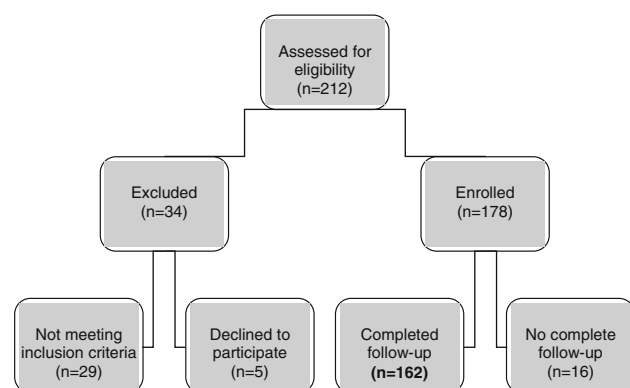 Assessed for
eligibility
(n=212)
Excluded
(n=34)
Enrolled
(n=178)
Not meeting
inclusion criteria
(n=29)
Declined to
participate
(n=5)
Completed
follow-up
(n=162)
No complete
follow-up
(n=16)